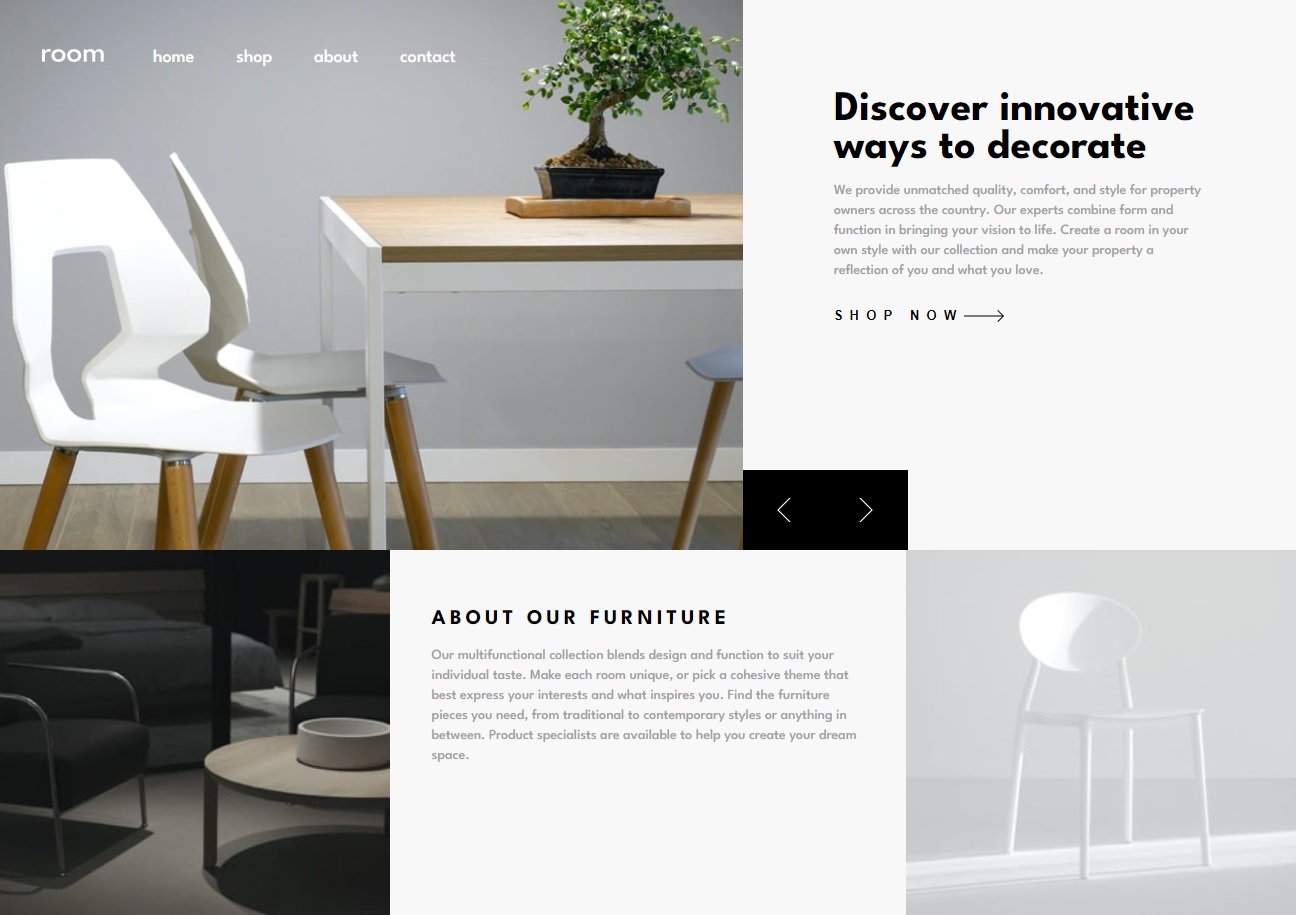 room
home shop about contact
Discover innovative
ways to decorate
We provide unmatched quality, comfort, and style for property
owners across the country. Our experts combine form and
function in bringing your vision to life. Create a room in your
own style with our collection and make your property a
reflection of you and what you love.
SHOP NOW
ABOUT OUR FURNITURE
Our multifunctional collection blends design and function to suit your
individual taste. Make each room unique, or pick a cohesive theme that
best express your interests and what inspires you. Find the furniture
pieces you need, from traditional to contemporary styles or anything in
between. Product specialists are available to help you create your dream
space.